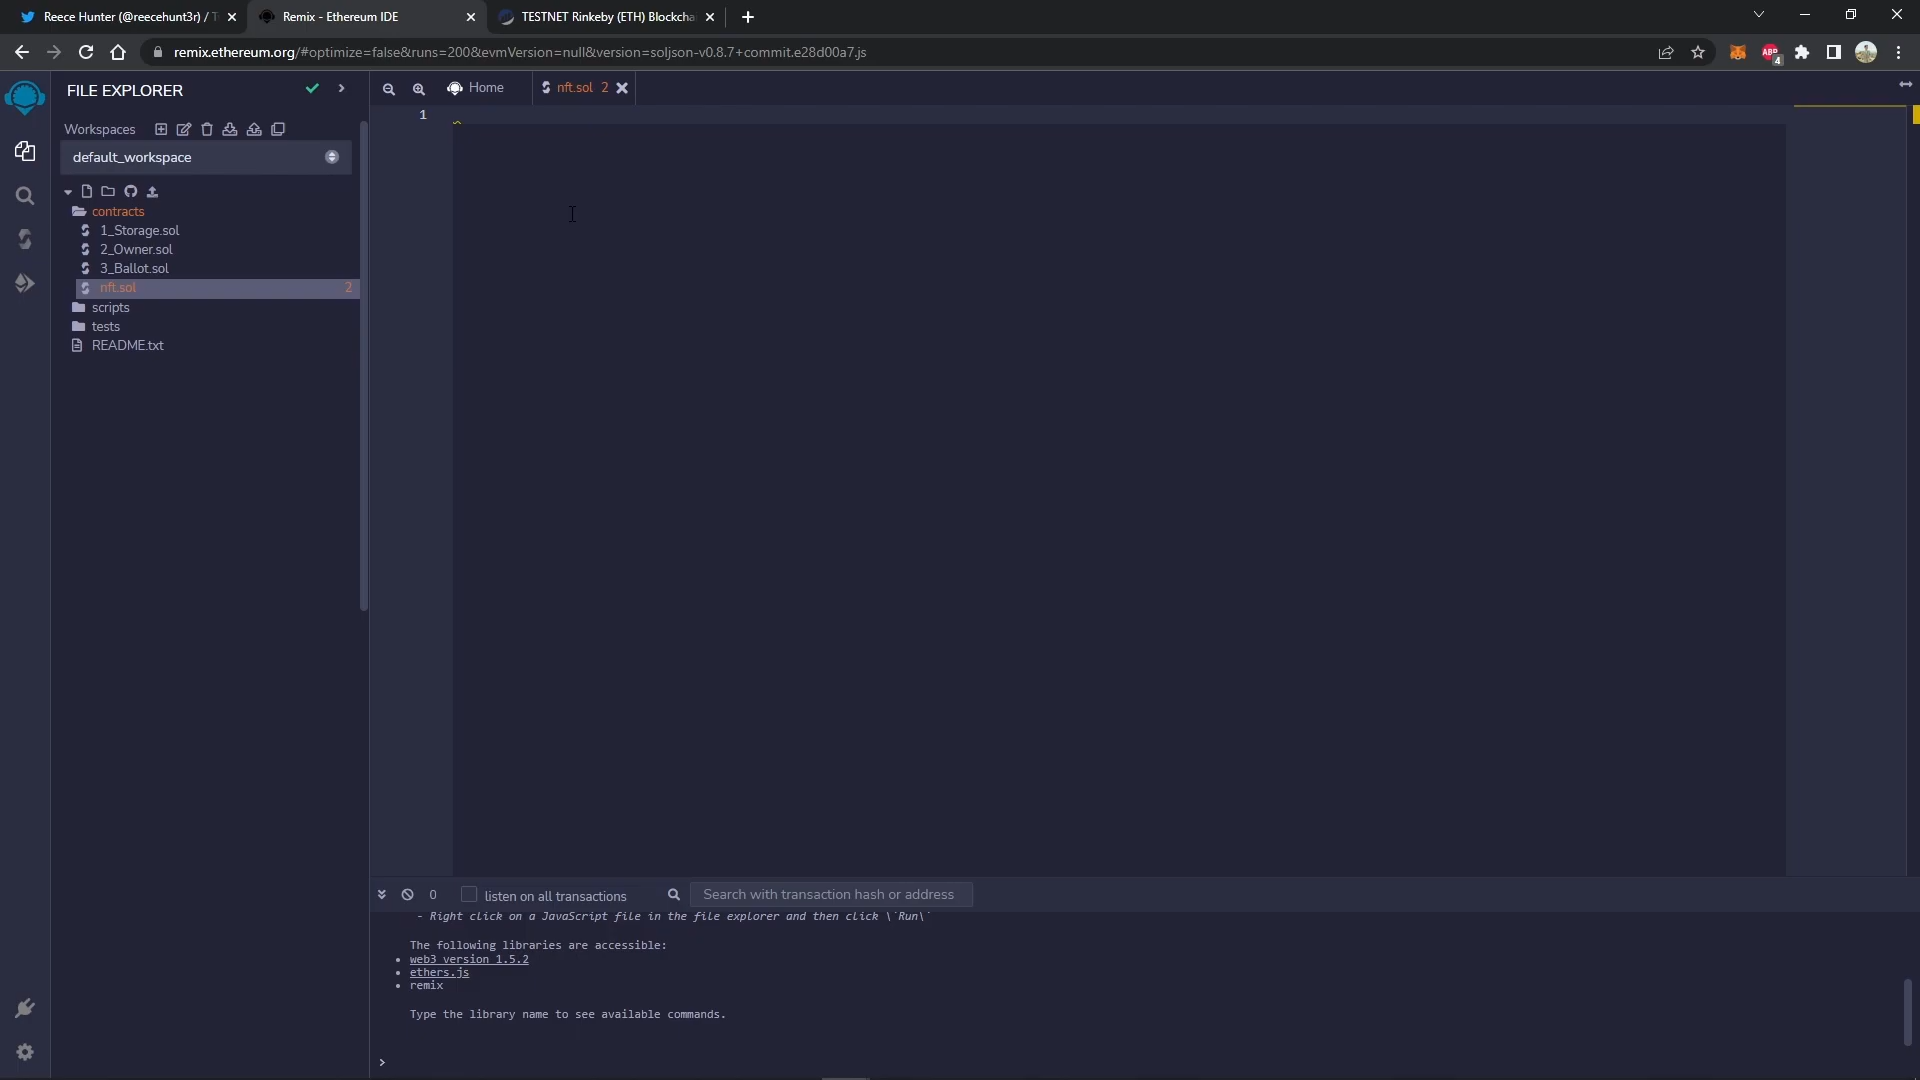 Reece Hunter (@reecehunt3r) / T
Remix - Ethereum IDE
TESTNET Rinkeby (ETH) Blockcha
remix.ethereum.org/#optimize=false&runs=200&evmVersion=null&version=soljson-v0.8.7+commit.e28d00a7.js
ABP
4
FILE EXPLORER
Home
nft.sol 2
Workspaces
default_workspace
1
contracts
1_Storage.sol
2_Owner.sol
3_Ballot.sol
nft.sol 2
scripts
tests
README.txt
0
listen on all transactions
Search with transaction hash or address
- Right click on a JavaScript file in the file explorer and then click \`Run\`
The following libraries are accessible:
• web3 version 1.5.2
• ethers.js
• remix
Type the library name to see available commands.
>